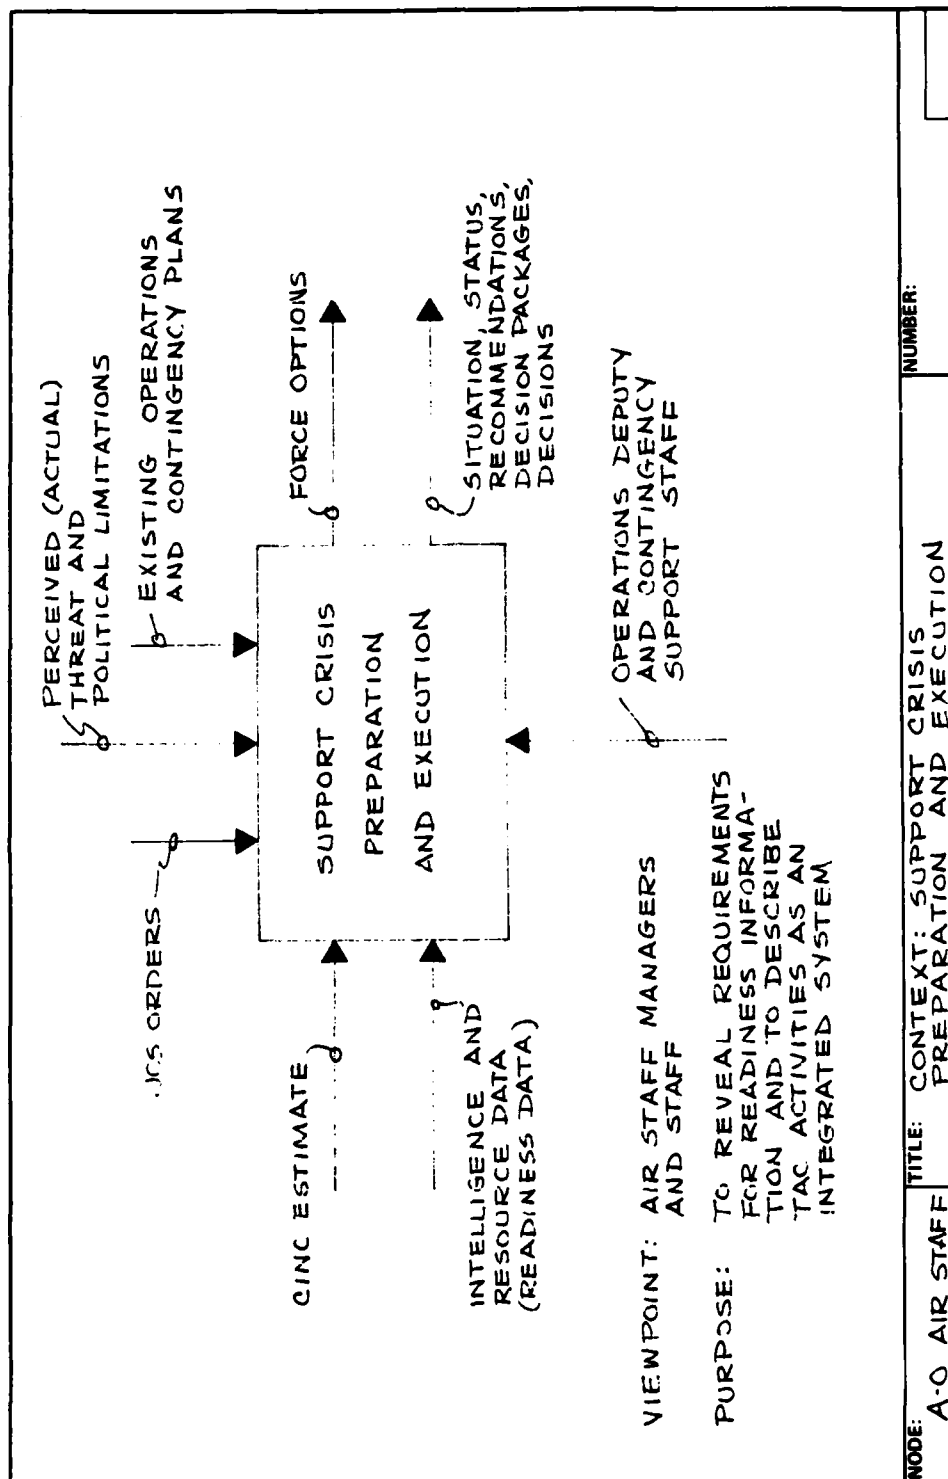 PERCEIVED (ACTUAL)
THREAT AND
POLITICAL LIMITATIONS
EXISTING OPERATIONS
AND CONTINGENCY PLANS
JCS ORDERS
CINC ESTIMATE
INTELLIGENCE AND
RESOURCE DATA
(READINESS DATA)
SUPPORT CRISIS
PREPARATION
AND EXECUTION
FORCE OPTIONS
SITUATION, STATUS,
RECOMMENDATIONS,
DECISION PACKAGES,
DECISIONS
OPERATIONS DEPUTY
AND CONTINGENCY
SUPPORT STAFF
VIEWPOINT: AIR STAFF MANAGERS
AND STAFF
PURPOSE: TO REVEAL REQUIREMENTS
FOR READINESS INFORMA-
TION AND TO DESCRIBE
TAC ACTIVITIES AS AN
INTEGRATED SYSTEM
NODE: A-0 AIR STAFF
TITLE: CONTEXT: SUPPORT CRISIS
PREPARATION AND EXECUTION
NUMBER: